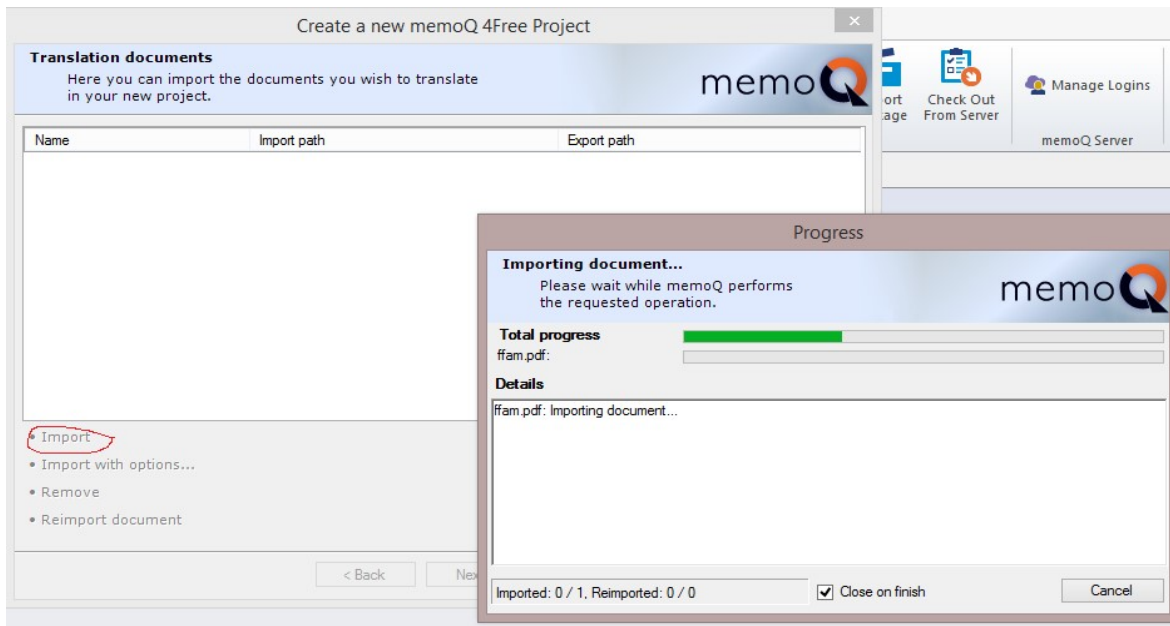 Create a new memoQ 4Free Project
Translation documents
Here you can import the documents you wish to translate
in your new project.
memoQ
Name Import path Export path
• Import
• Import with options...
• Remove
• Reimport document
< Back
Check Out
From Server
Manage Logins
memoQ Server
Progress
Importing document...
Please wait while memoQ performs
the requested operation.
memoQ
Total progress
ffam.pdf:
Details
ffam.pdf: Importing document...
Imported: 0 / 1, Reimported: 0 / 0
Close on finish
Cancel